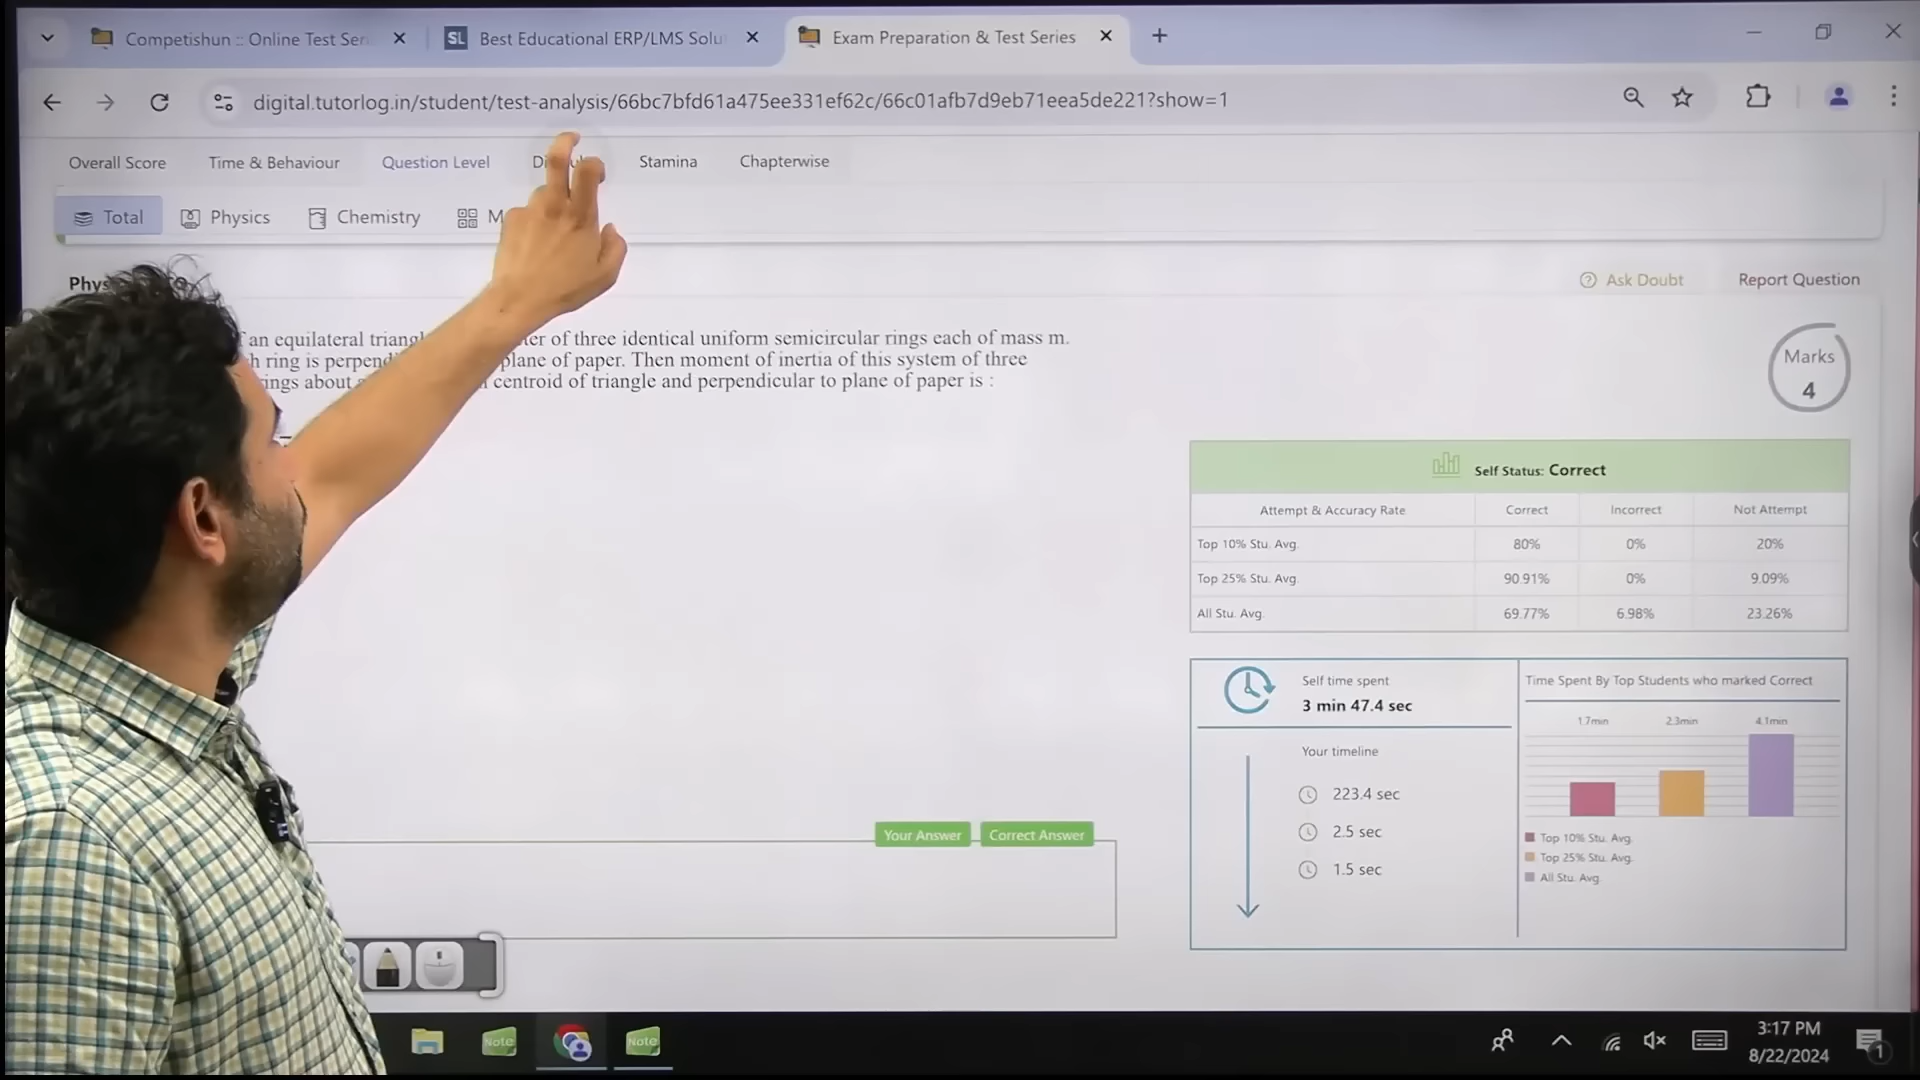 Competishun :: Online Test Ser
SL Best Educational ERP/LMS Solu
Exam Preparation & Test Series
digital.tutorlog.in/student/test-analysis/66bc7bfd61a475ee331ef62c/66c01afb7d9eb71eea5de221?show=1
Overall Score Time & Behaviour Question Level Stamina Chapterwise
Total Physics Chemistry M
Phys
Ask Doubt Report Question
an equilateral triangl of three identical uniform semicircular rings each of mass m.
ring is perpend plane of paper. Then moment of inertia of this system of three
ings about centroid of triangle and perpendicular to plane of paper is :
Marks
4
Self Status: Correct
Attempt & Accuracy Rate Correct Incorrect Not Attempt
Top 10% Stu. Avg. 80% 0% 20%
Top 25% Stu. Avg. 90.91% 0% 9.09%
All Stu. Avg. 69.77% 6.98% 23.26%
Self time spent
3 min 47.4 sec
Your timeline
223.4 sec
2.5 sec
1.5 sec
Time Spent By Top Students who marked Correct
1.7min 2.3min 4.1min
Top 10% Stu. Avg.
Top 25% Stu. Avg.
All Stu. Avg.
Your Answer Correct Answer
Note
Note
3:17 PM
8/22/2024
1